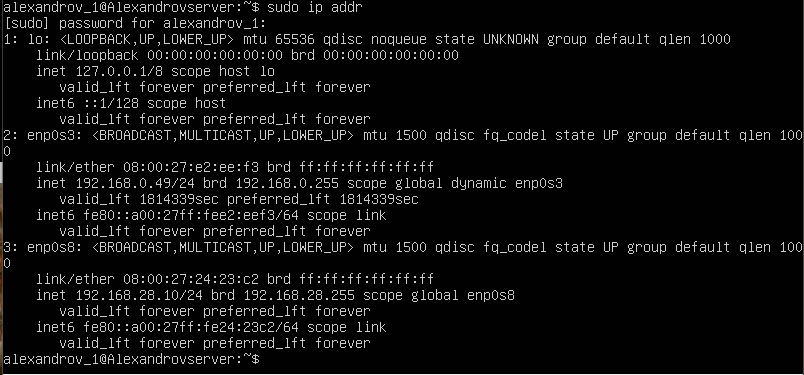 alexandrov_1@Alexandrovserver:~$ sudo ip addr
[sudo] password for alexandrov_1:
1: lo: <LOOPBACK,UP,LOWER_UP> mtu 65536 qdisc noqueue state UNKNOWN group default qlen 1000
    link/loopback 00:00:00:00:00:00 brd 00:00:00:00:00:00
    inet 127.0.0.1/8 scope host lo
       valid_lft forever preferred_lft forever
    inet6 ::1/128 scope host
       valid_lft forever preferred_lft forever
2: enp0s3: <BROADCAST,MULTICAST,UP,LOWER_UP> mtu 1500 qdisc fq_codel state UP group default qlen 100
0
    link/ether 08:00:27:e2:ee:f3 brd ff:ff:ff:ff:ff:ff
    inet 192.168.0.49/24 brd 192.168.0.255 scope global dynamic enp0s3
       valid_lft 1814339sec preferred_lft 1814339sec
    inet6 fe80::a00:27ff:fee2:eef3/64 scope link
       valid_lft forever preferred_lft forever
3: enp0s8: <BROADCAST,MULTICAST,UP,LOWER_UP> mtu 1500 qdisc fq_codel state UP group default qlen 100
0
    link/ether 08:00:27:24:23:c2 brd ff:ff:ff:ff:ff:ff
    inet 192.168.28.10/24 brd 192.168.28.255 scope global enp0s8
       valid_lft forever preferred_lft forever
    inet6 fe80::a00:27ff:fe24:23c2/64 scope link
       valid_lft forever preferred_lft forever
alexandrov_1@Alexandrovserver:~$